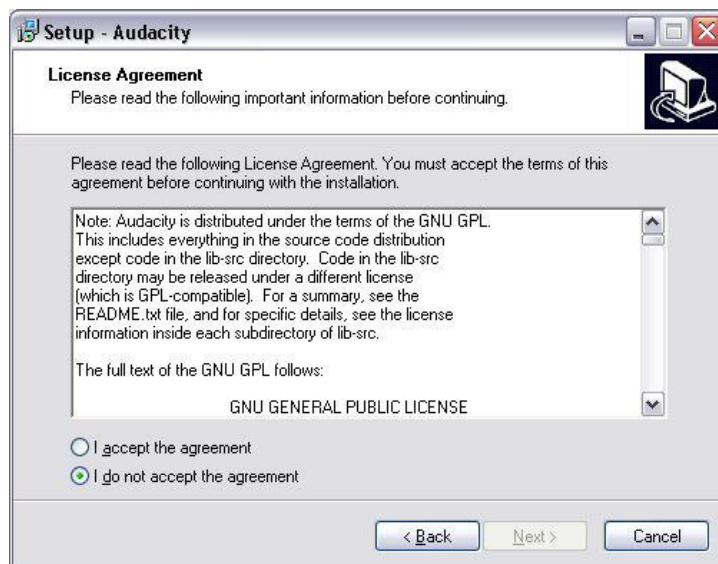 Setup - Audacity
License Agreement
Please read the following important information before continuing.
Please read the following License Agreement. You must accept the terms of this
agreement before continuing with the installation.
Note: Audacity is distributed under the terms of the GNU GPL.
This includes everything in the source code distribution
except code in the lib-src directory.  Code in the lib-src
directory may be released under a different license
(which is GPL-compatible).  For a summary, see the
README.txt file, and for specific details, see the license
information inside each subdirectory of lib-src.
The full text of the GNU GPL follows:
GNU GENERAL PUBLIC LICENSE
I accept the agreement
I do not accept the agreement
< Back
Next >
Cancel